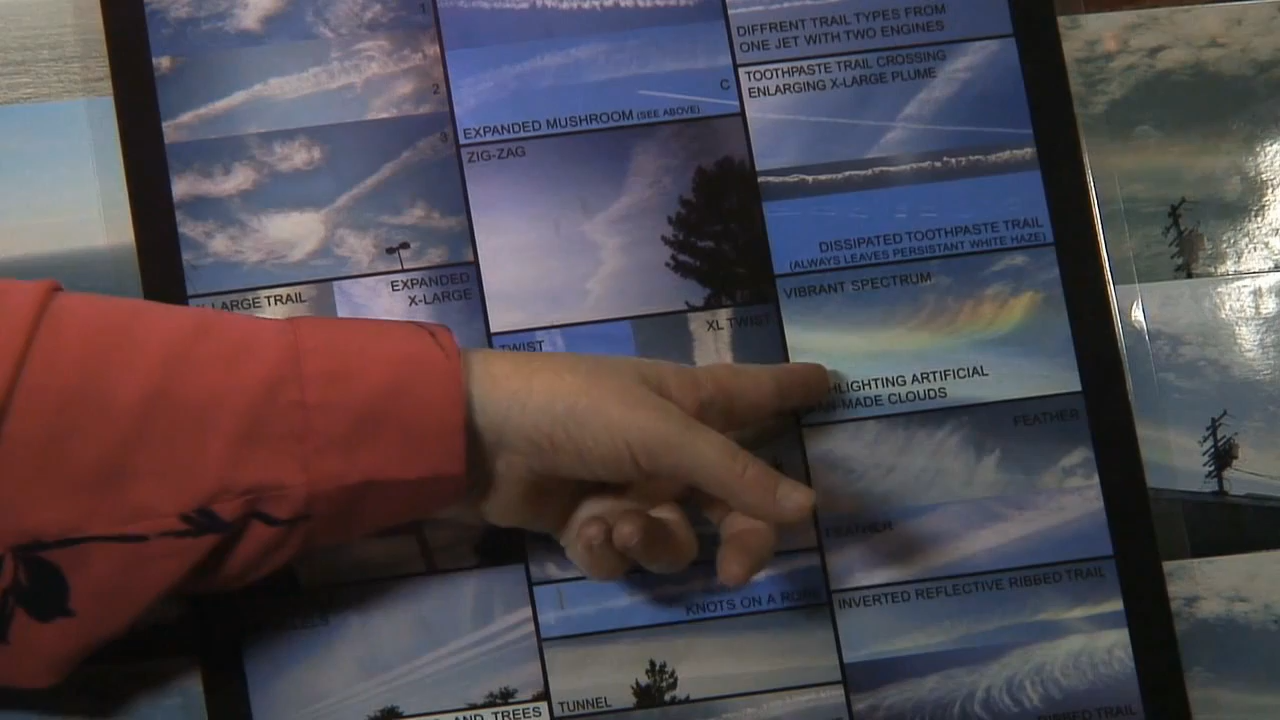 1
2
3
X-LARGE TRAIL
EXPANDED
X-LARGE
AND TREES
C
EXPANDED MUSHROOM (SEE ABOVE)
ZIG-ZAG
TWIST
XL TWIST
KNOTS ON A ROPE
TUNNEL
DIFFRENT TRAIL TYPES FROM
ONE JET WITH TWO ENGINES
TOOTHPASTE TRAIL CROSSING
ENLARGING X-LARGE PLUME
DISSIPATED TOOTHPASTE TRAIL
(ALWAYS LEAVES PERSISTANT WHITE HAZE)
VIBRANT SPECTRUM
HLIGHTING ARTIFICIAL
MAN-MADE CLOUDS
FEATHER
FEATHER
INVERTED REFLECTIVE RIBBED TRAIL
RIBBED TRAIL